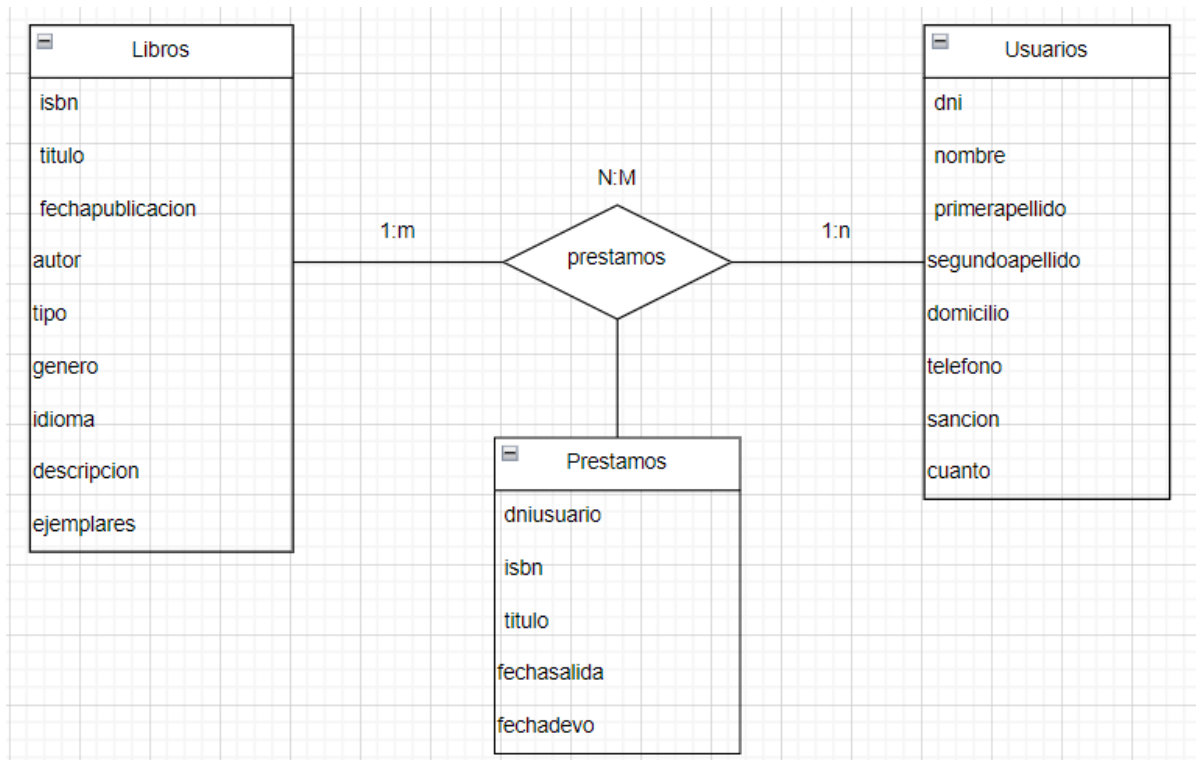 Libros
isbn
titulo
fechapublicacion
autor
tipo
genero
idioma
descripcion
ejemplares
1:m
N:M
prestamos
1:n
Usuarios
dni
nombre
primerapellido
segundoapellido
domicilio
telefono
sancion
cuanto
Prestamos
dniusuario
isbn
titulo
fechasalida
fechadevo